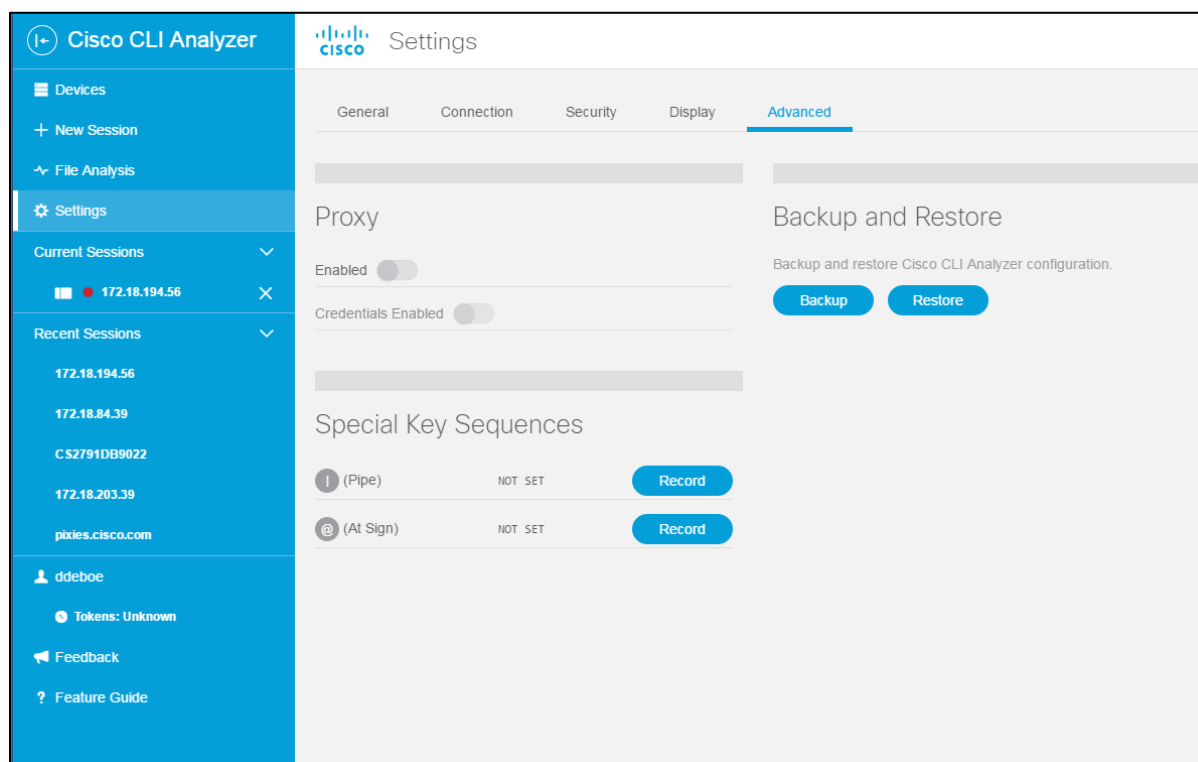 Cisco CLI Analyzer
Devices
+ New Session
File Analysis
Settings
Current Sessions
172.18.194.56
Recent Sessions
172.18.194.56
172.18.84.39
CS2791DB9022
172.18.203.39
pixies.cisco.com
ddeboe
Tokens: Unknown
Feedback
? Feature Guide
CISCO
Settings
General Connection Security Display Advanced
Proxy
Enabled
Credentials Enabled
Special Key Sequences
| (Pipe) NOT SET Record
@ (At Sign) NOT SET Record
Backup and Restore
Backup and restore Cisco CLI Analyzer configuration.
Backup Restore